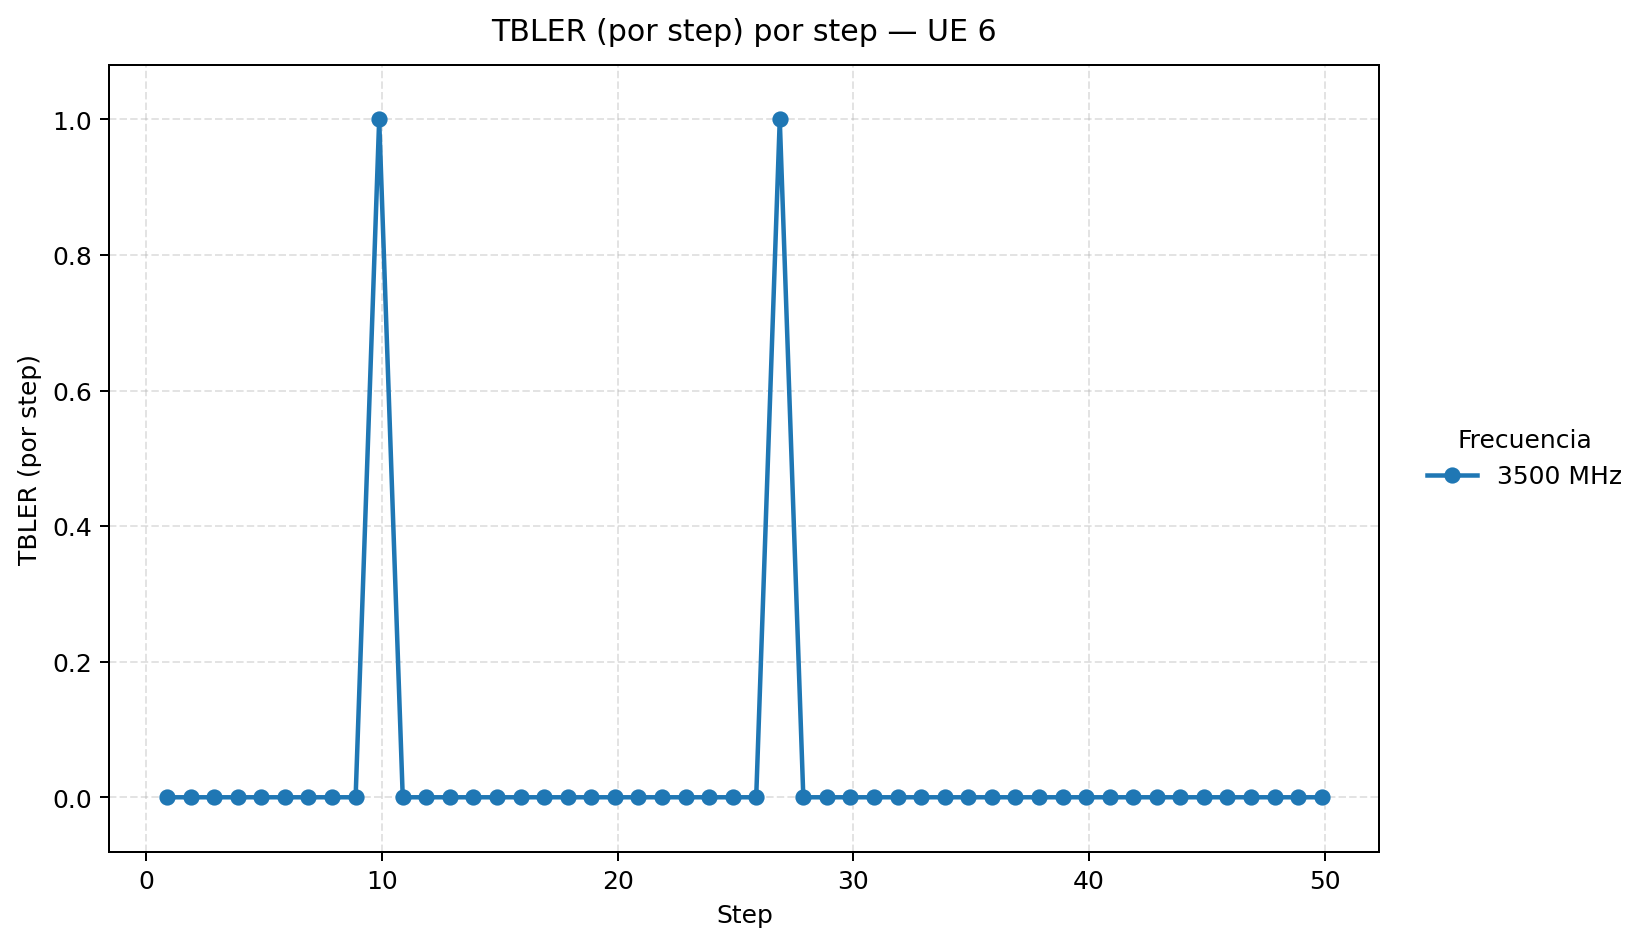 TBLER (por step) por step — UE 6
TBLER (por step)
1.0
0.8
0.6
0.4
0.2
0.0
0 10 20 30 40 50
Step
Frecuencia
3500 MHz